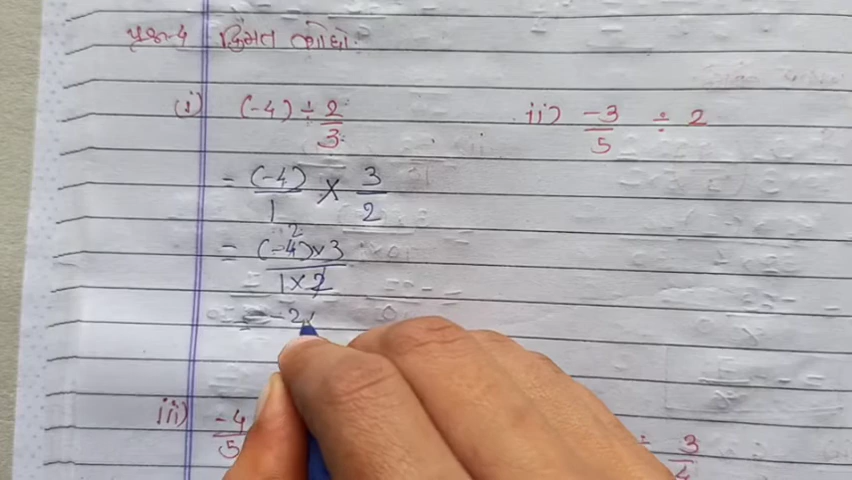 પ્રશ્ન-4 કિંમત શોધો.
(i) (-4) ÷ 2/3 ii) -3/5 ÷ 2
= (-4)/1 × 3/2
2
= (-4)×3 / 1×2
= -2×
iii) -4/5 ÷ 3/4